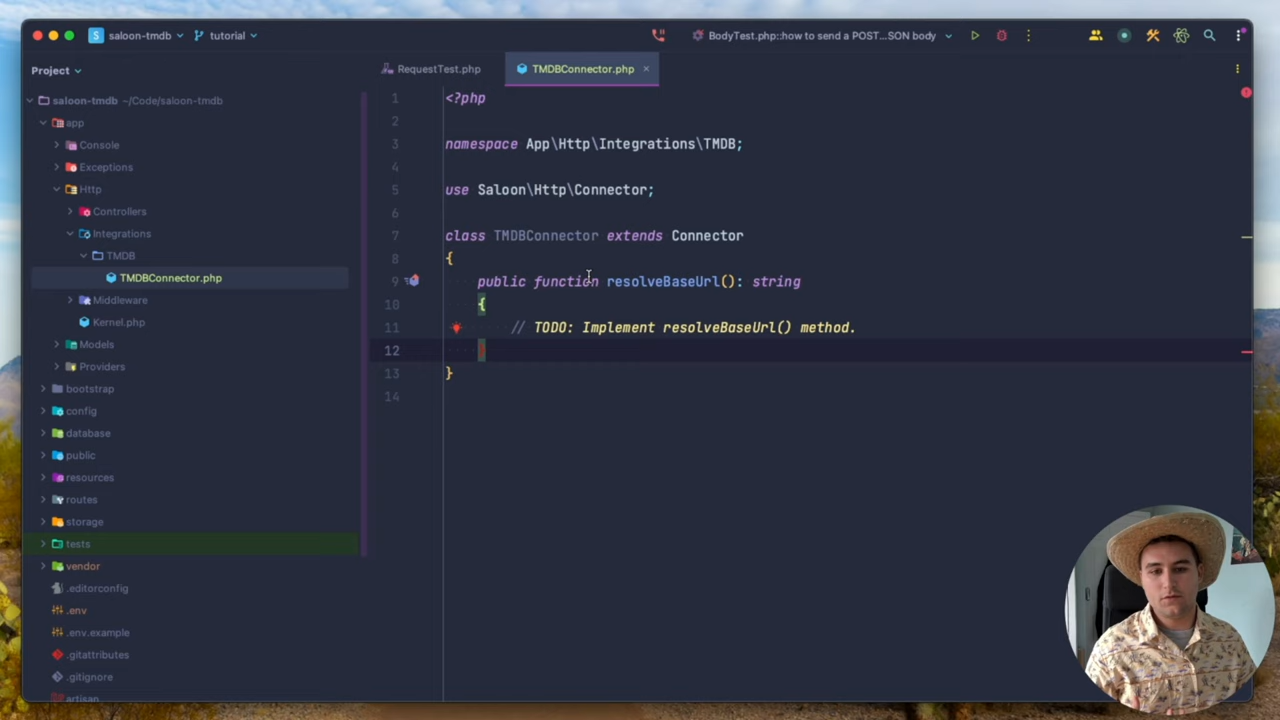 S saloon-tmdb tutorial BodyTest.php::how to send a POST...SON body
Project RequestTest.php TMDBConnector.php
saloon-tmdb ~/Code/saloon-tmdb
app
Console
Exceptions
Http
Controllers
Integrations
TMDB
TMDBConnector.php
Middleware
Kernel.php
Models
Providers
bootstrap
config
database
public
resources
routes
storage
tests
vendor
.editorconfig
.env
.env.example
.gitattributes
.gitignore
artisan
1 <?php
2
3 namespace App\Http\Integrations\TMDB;
4
5 use Saloon\Http\Connector;
6
7 class TMDBConnector extends Connector
8 {
9 public function resolveBaseUrl(): string
10 {
11 // TODO: Implement resolveBaseUrl() method.
12 }
13 }
14